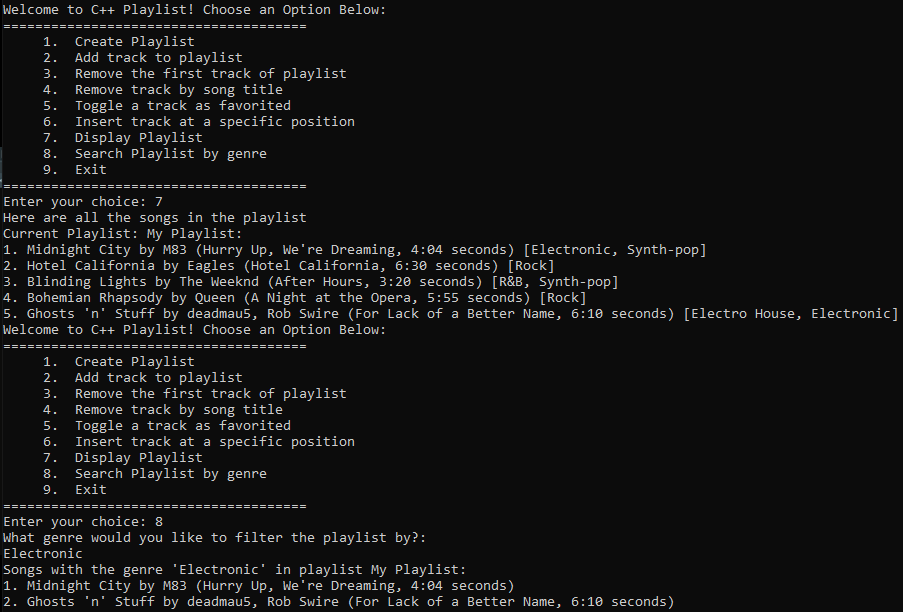 Welcome to C++ Playlist! Choose an Option Below:
======================================
1. Create Playlist
2. Add track to playlist
3. Remove the first track of playlist
4. Remove track by song title
5. Toggle a track as favorited
6. Insert track at a specific position
7. Display Playlist
8. Search Playlist by genre
9. Exit
======================================
Enter your choice: 7
Here are all the songs in the playlist
Current Playlist: My Playlist:
1. Midnight City by M83 (Hurry Up, We're Dreaming, 4:04 seconds) [Electronic, Synth-pop]
2. Hotel California by Eagles (Hotel California, 6:30 seconds) [Rock]
3. Blinding Lights by The Weeknd (After Hours, 3:20 seconds) [R&B, Synth-pop]
4. Bohemian Rhapsody by Queen (A Night at the Opera, 5:55 seconds) [Rock]
5. Ghosts 'n' Stuff by deadmau5, Rob Swire (For Lack of a Better Name, 6:10 seconds) [Electro House, Electronic]
Welcome to C++ Playlist! Choose an Option Below:
======================================
1. Create Playlist
2. Add track to playlist
3. Remove the first track of playlist
4. Remove track by song title
5. Toggle a track as favorited
6. Insert track at a specific position
7. Display Playlist
8. Search Playlist by genre
9. Exit
======================================
Enter your choice: 8
What genre would you like to filter the playlist by?:
Electronic
Songs with the genre 'Electronic' in playlist My Playlist:
1. Midnight City by M83 (Hurry Up, We're Dreaming, 4:04 seconds)
2. Ghosts 'n' Stuff by deadmau5, Rob Swire (For Lack of a Better Name, 6:10 seconds)